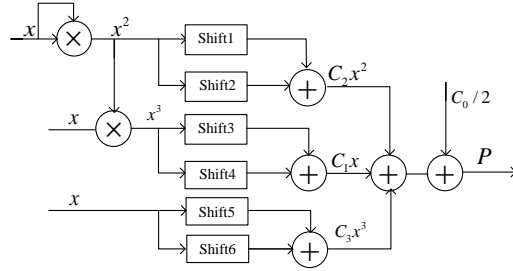 x
×
x²
Shift1
Shift2
+
C₂x²
C₀ / 2
x
×
x³
Shift3
Shift4
+
C₁x
+
+
P
x
Shift5
Shift6
+
C₃x³